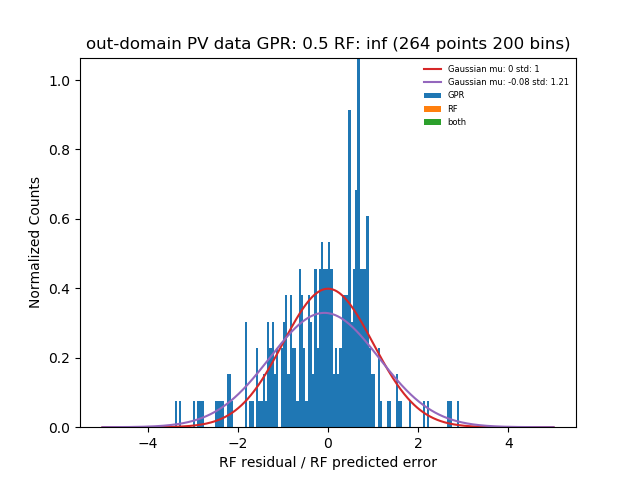 out-domain PV data GPR: 0.5 RF: inf (264 points 200 bins)
Gaussian mu: 0 std: 1
Gaussian mu: -0.08 std: 1.21
GPR
RF
both
Normalized Counts
1.0
0.8
0.6
0.4
0.2
0.0
−4 −2 0 2 4
RF residual / RF predicted error